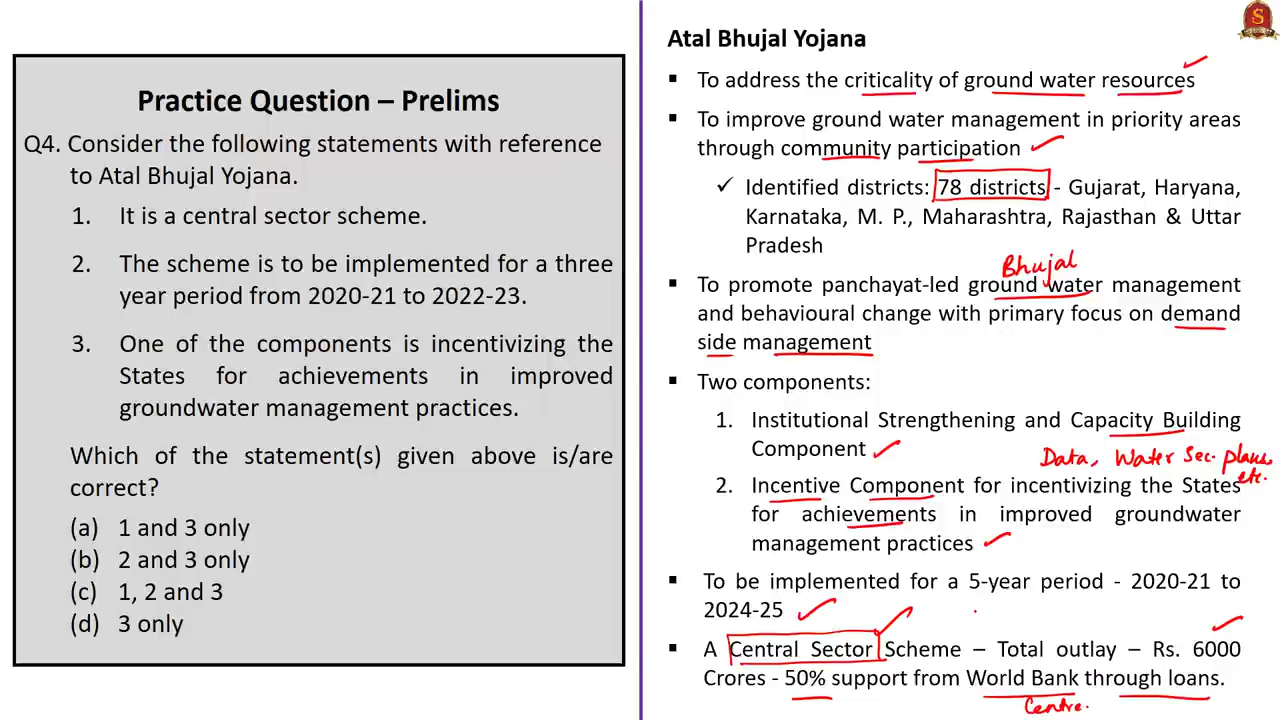 Practice Question – Prelims
Q4. Consider the following statements with reference
to Atal Bhujal Yojana.
1. It is a central sector scheme.
2. The scheme is to be implemented for a three
year period from 2020-21 to 2022-23.
3. One of the components is incentivizing the
States for achievements in improved
groundwater management practices.
Which of the statement(s) given above is/are
correct?
(a) 1 and 3 only
(b) 2 and 3 only
(c) 1, 2 and 3
(d) 3 only
S
Atal Bhujal Yojana
▪ To address the criticality of ground water resources
▪ To improve ground water management in priority areas
through community participation
✓ Identified districts: 78 districts - Gujarat, Haryana,
Karnataka, M. P., Maharashtra, Rajasthan & Uttar
Pradesh
Bhujal
▪ To promote panchayat-led ground water management
and behavioural change with primary focus on demand
side management
▪ Two components:
1. Institutional Strengthening and Capacity Building
Component
Data, Water Sec. plans
etc.
2. Incentive Component for incentivizing the States
for achievements in improved groundwater
management practices
▪ To be implemented for a 5-year period - 2020-21 to
2024-25
▪ A Central Sector Scheme – Total outlay – Rs. 6000
Crores - 50% support from World Bank through loans.
Centre.